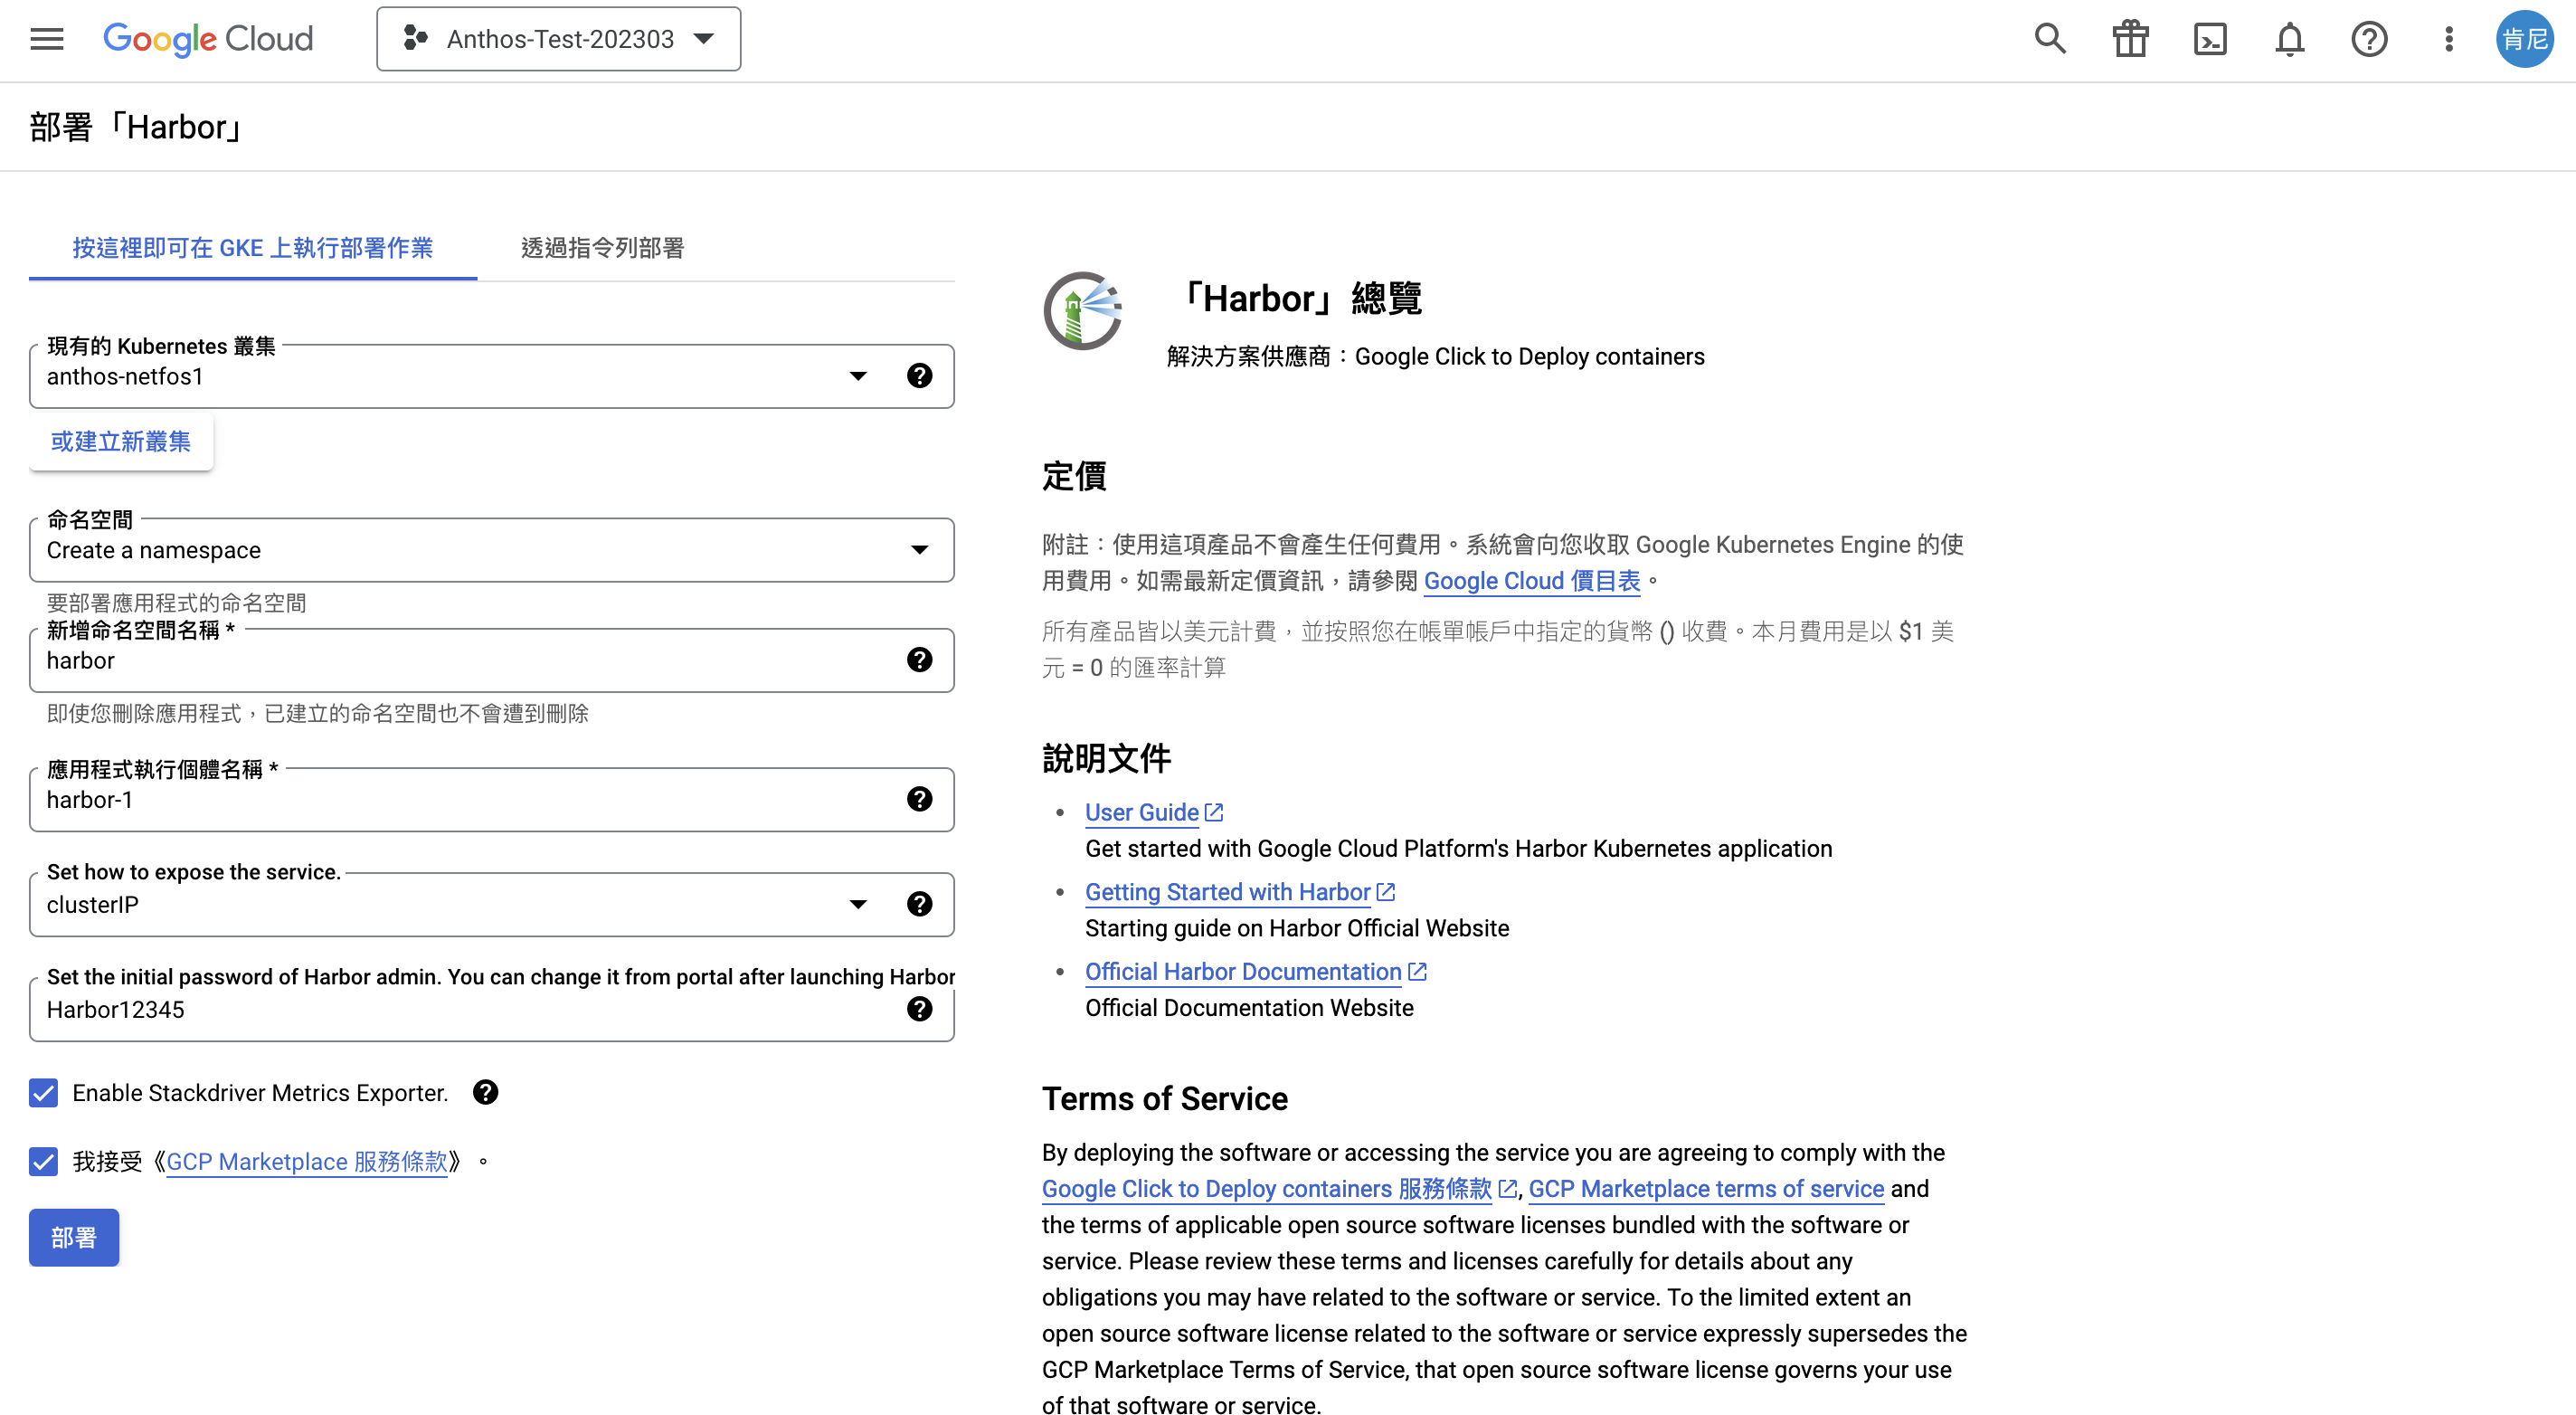 Google Cloud
Anthos-Test-202303
肯尼
部署「Harbor」
按這裡即可在 GKE 上執行部署作業
透過指令列部署
現有的 Kubernetes 叢集
anthos-netfos1
或建立新叢集
命名空間
Create a namespace
要部署應用程式的命名空間
新增命名空間名稱 *
harbor
即使您刪除應用程式，已建立的命名空間也不會遭到刪除
應用程式執行個體名稱 *
harbor-1
Set how to expose the service.
clusterIP
Set the initial password of Harbor admin. You can change it from portal after launching Harbor
Harbor12345
Enable Stackdriver Metrics Exporter.
我接受《GCP Marketplace 服務條款》。
部署
「Harbor」總覽
解決方案供應商：Google Click to Deploy containers
定價
附註：使用這項產品不會產生任何費用。系統會向您收取 Google Kubernetes Engine 的使
用費用。如需最新定價資訊，請參閱 Google Cloud 價目表。
所有產品皆以美元計費，並按照您在帳單帳戶中指定的貨幣 () 收費。本月費用是以 $1 美
元 = 0 的匯率計算
說明文件
• User Guide
Get started with Google Cloud Platform's Harbor Kubernetes application
• Getting Started with Harbor
Starting guide on Harbor Official Website
• Official Harbor Documentation
Official Documentation Website
Terms of Service
By deploying the software or accessing the service you are agreeing to comply with the
Google Click to Deploy containers 服務條款, GCP Marketplace terms of service and
the terms of applicable open source software licenses bundled with the software or
service. Please review these terms and licenses carefully for details about any
obligations you may have related to the software or service. To the limited extent an
open source software license related to the software or service expressly supersedes the
GCP Marketplace Terms of Service, that open source software license governs your use
of that software or service.